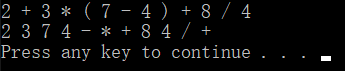 2 + 3 * ( 7 - 4 ) + 8 / 4
2 3 7 4 - * + 8 4 / +
Press any key to continue . . .